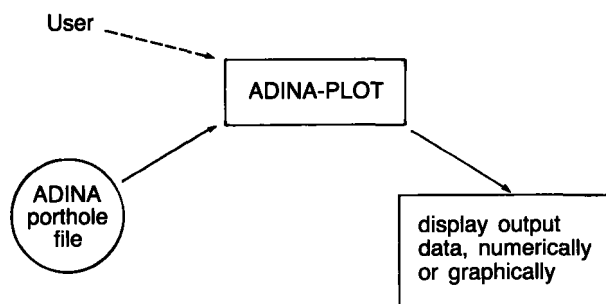 User
ADINA-PLOT
ADINA
porthole
file
display output
data, numerically
or graphically